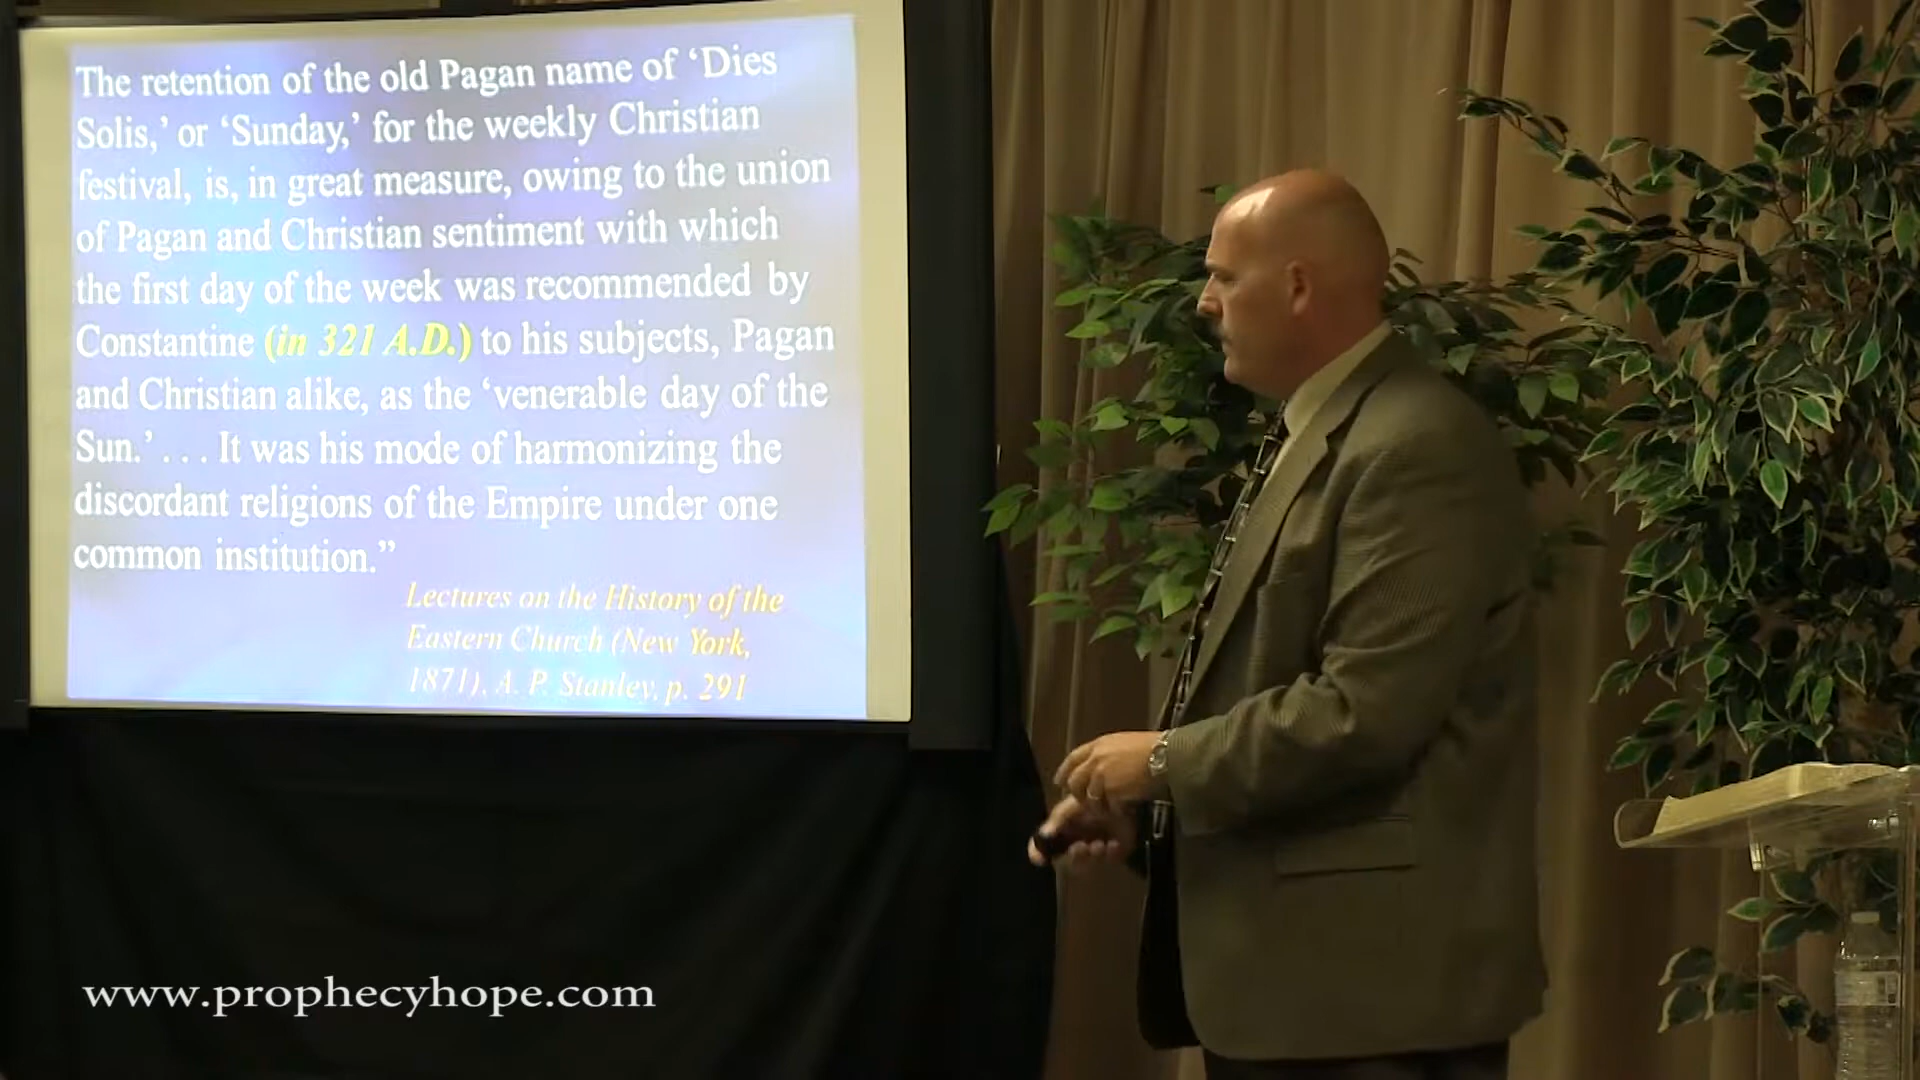 The retention of the old Pagan name of ‘Dies
Solis,’ or ‘Sunday,’ for the weekly Christian
festival, is, in great measure, owing to the union
of Pagan and Christian sentiment with which
the first day of the week was recommended by
Constantine (in 321 A.D.) to his subjects, Pagan
and Christian alike, as the ‘venerable day of the
Sun.’ . . . It was his mode of harmonizing the
discordant religions of the Empire under one
common institution.”
Lectures on the History of the
Eastern Church (New York,
1871), A. P. Stanley, p. 291
www.prophecyhope.com